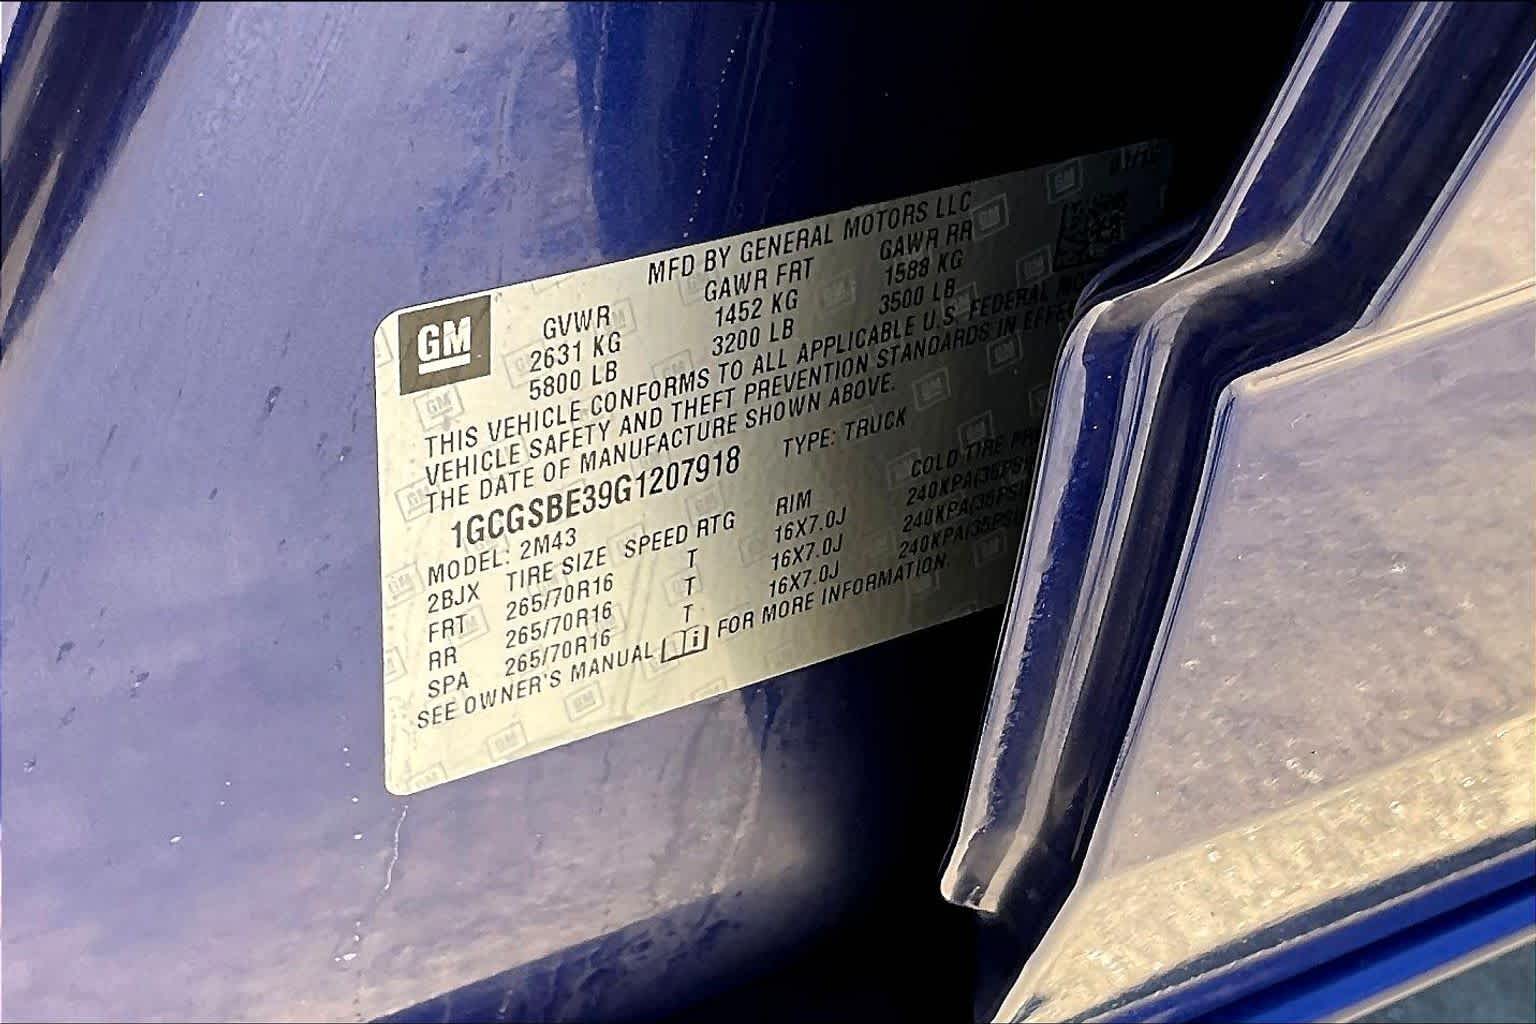 MFD BY GENERAL MOTORS LLC
GM
GVWR GAWR FRT GAWR RR
2631 KG 1452 KG 1588 KG
5800 LB 3200 LB 3500 LB
THIS VEHICLE CONFORMS TO ALL APPLICABLE U.S. FEDERAL
VEHICLE SAFETY AND THEFT PREVENTION STANDARDS IN
THE DATE OF MANUFACTURE SHOWN ABOVE.
1GCGSBE39G1207918 TYPE: TRUCK
MODEL: 2M43
2BJX TIRE SIZE SPEED RTG RIM COLD TIRE
FRT 265/70R16 T 16X7.0J 240KPA(35PSI
RR 265/70R16 T 16X7.0J 240KPA(35PSI
SPA 265/70R16 T 16X7.0J 240KPA(35PSI
SEE OWNER'S MANUAL FOR MORE INFORMATION.